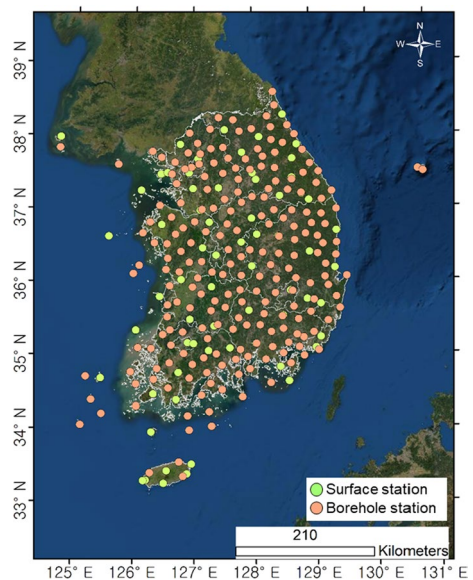 N
W E
S
39° N
38° N
37° N
36° N
35° N
34° N
33° N
Surface station
Borehole station
210
Kilometers
125° E 126° E 127° E 128° E 129° E 130° E 131° E